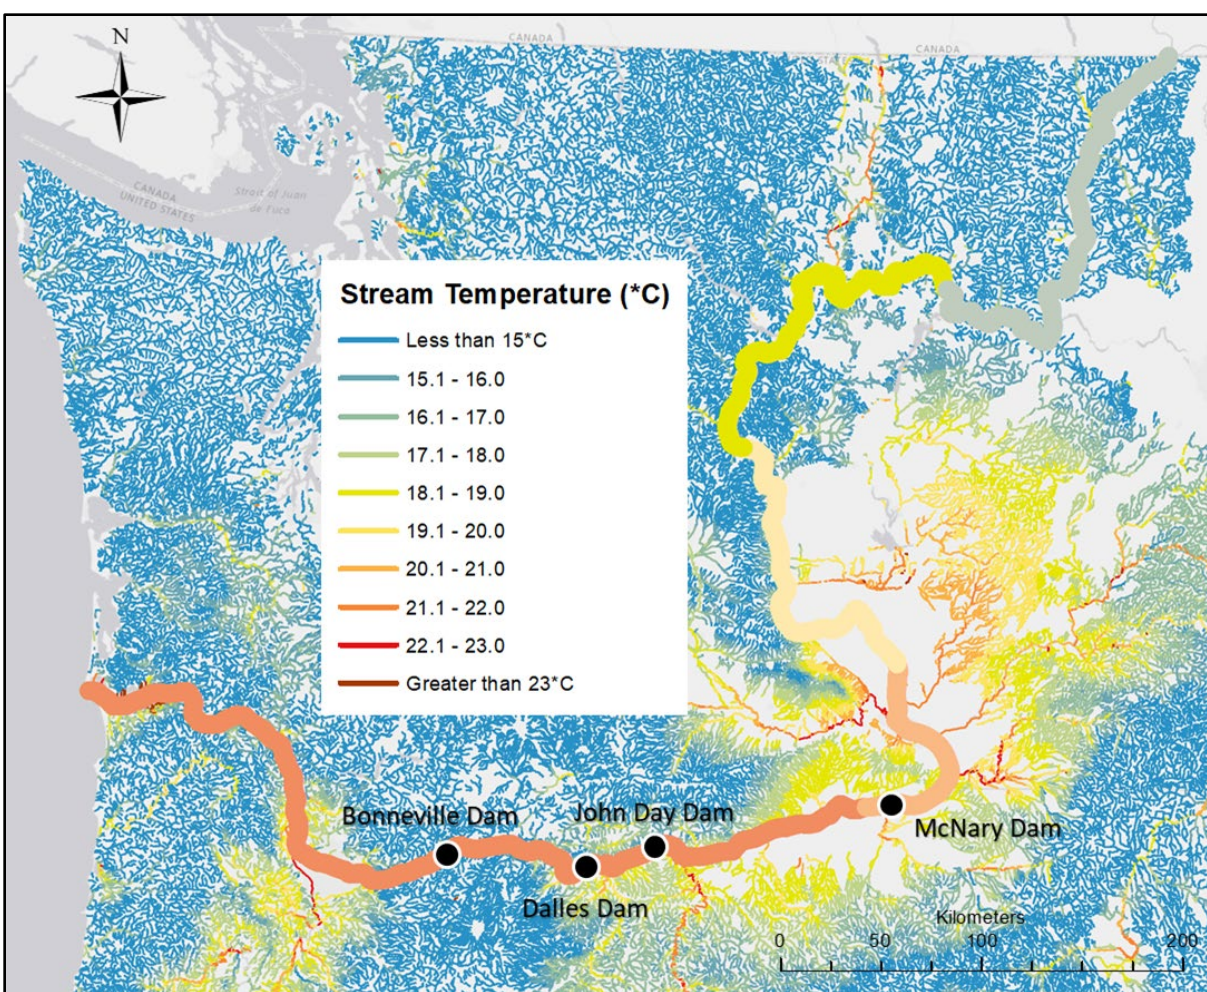 N
CANADA
CANADA
STA
CANADA
UNITED STATES
Strait of Juan
de Fuca
Stream Temperature (*C)
Less than 15*C
15.1 - 16.0
16.1 - 17.0
17.1 - 18.0
18.1 - 19.0
19.1 - 20.0
20.1 - 21.0
21.1 - 22.0
22.1 - 23.0
Greater than 23*C
Bonneville Dam
John Day Dam
McNary Dam
Dalles Dam
Kilometers
0 50 100 200